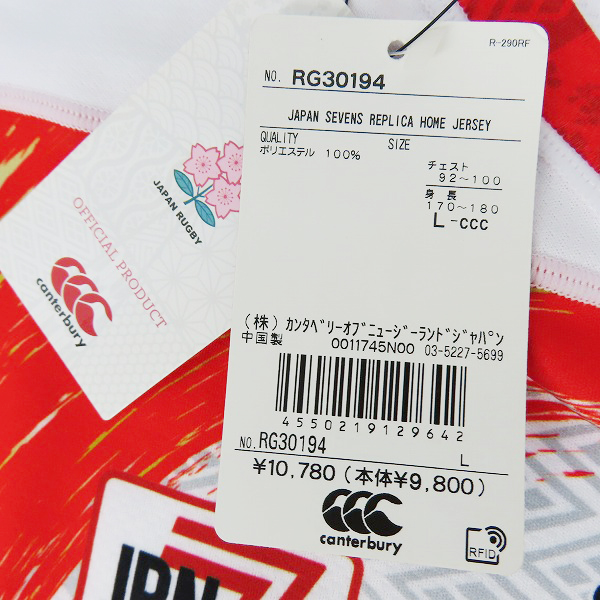 R-290RF
NO. RG30194
JAPAN SEVENS REPLICA HOME JERSEY
QUALITY SIZE
ポリエステル 100%
チェスト
92〜100
身長
170〜180
L-CCC
(株) カンタベリーオブニュージーランドジャパン
中国製 0011745N00 03-5227-5699
4550219129642
NO. RG30194 L
¥10,780(本体¥9,800)
canterbury
RFID
JAPAN RUGBY
OFFICIAL PRODUCT
canterbury
JPN